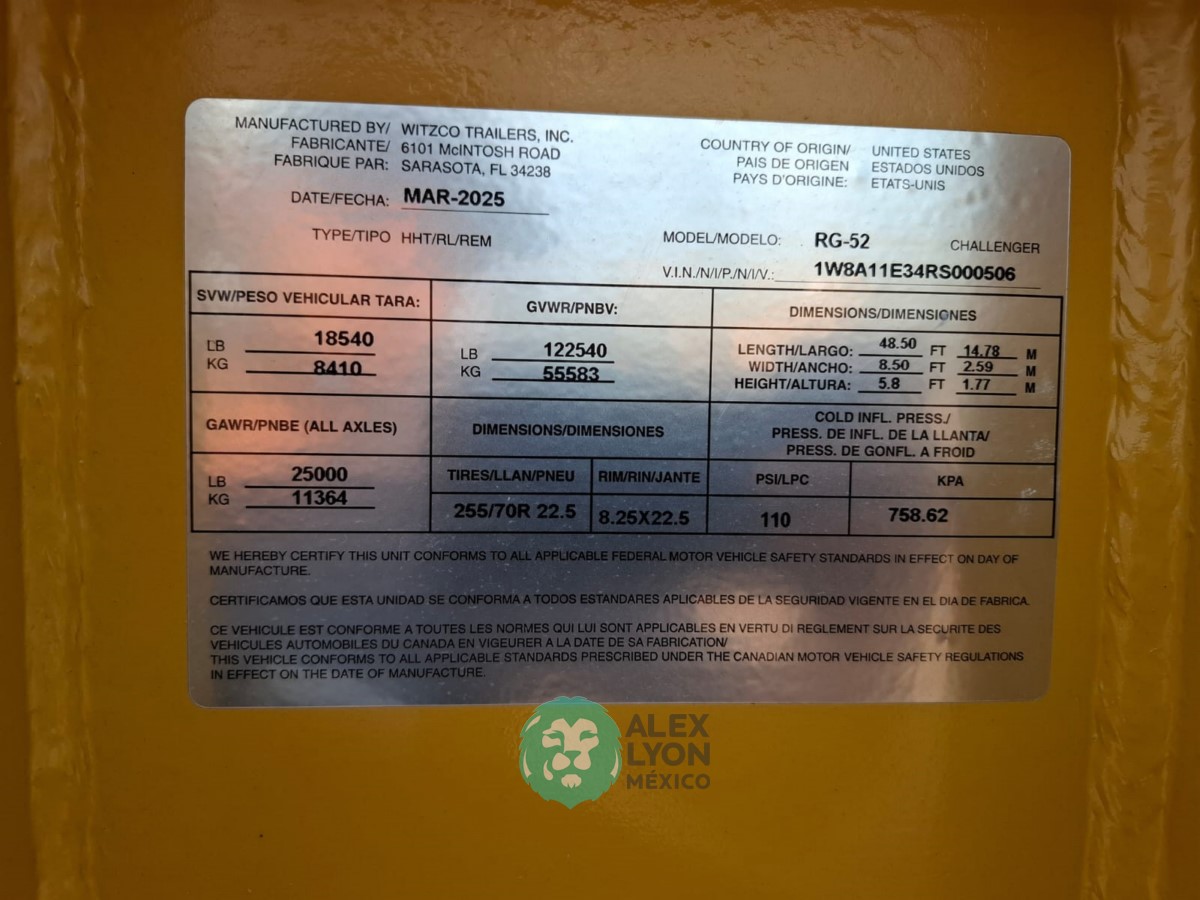 MANUFACTURED BY/ WITZCO TRAILERS, INC.
FABRICANTE/ 6101 McINTOSH ROAD
FABRIQUE PAR: SARASOTA, FL 34238
COUNTRY OF ORIGIN/ UNITED STATES
PAIS DE ORIGEN ESTADOS UNIDOS
PAYS D'ORIGINE: ETATS-UNIS
DATE/FECHA: MAR-2025
TYPE/TIPO HHT/RL/REM
MODEL/MODELO: RG-52 CHALLENGER
V.I.N./N/I/P./N/I/V.: 1W8A11E34RS000506
SVW/PESO VEHICULAR TARA:
LB 18540
KG 8410
GVWR/PNBV:
LB 122540
KG 55583
DIMENSIONS/DIMENSIONES
LENGTH/LARGO: 48.50 FT 14.78 M
WIDTH/ANCHO: 8.50 FT 2.59 M
HEIGHT/ALTURA: 5.8 FT 1.77 M
GAWR/PNBE (ALL AXLES)
LB 25000
KG 11364
DIMENSIONS/DIMENSIONES
TIRES/LLAN/PNEU RIM/RIN/JANTE
255/70R 22.5 8.25X22.5
COLD INFL. PRESS./
PRESS. DE INFL. DE LA LLANTA/
PRESS. DE GONFL. A FROID
PSI/LPC KPA
110 758.62
WE HEREBY CERTIFY THIS UNIT CONFORMS TO ALL APPLICABLE FEDERAL MOTOR VEHICLE SAFETY STANDARDS IN EFFECT ON DAY OF
MANUFACTURE.
CERTIFICAMOS QUE ESTA UNIDAD SE CONFORMA A TODOS ESTANDARES APLICABLES DE LA SEGURIDAD VIGENTE EN EL DIA DE FABRICA.
CE VEHICULE EST CONFORME A TOUTES LES NORMES QUI LUI SONT APPLICABLES EN VERTU DI REGLEMENT SUR LA SECURITE DES
VEHICULES AUTOMOBILES DU CANADA EN VIGEURER A LA DATE DE SA FABRICATION/
THIS VEHICLE CONFORMS TO ALL APPLICABLE STANDARDS PRESCRIBED UNDER THE CANADIAN MOTOR VEHICLE SAFETY REGULATIONS
IN EFFECT ON THE DATE OF MANUFACTURE.
ALEX
LYON
MÉXICO